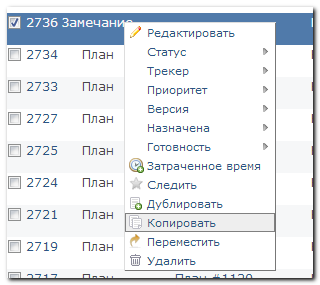 2736 Замечание
Редактировать
2734 План
Статус
Трекер
2733 План
Приоритет
Версия
2727 План
Назначена
2725 План
Готовность
Затраченное время
2724 План
Следить
Дублировать
2721 План
Копировать
2719 План
Переместить
Удалить
2717 План План #1120